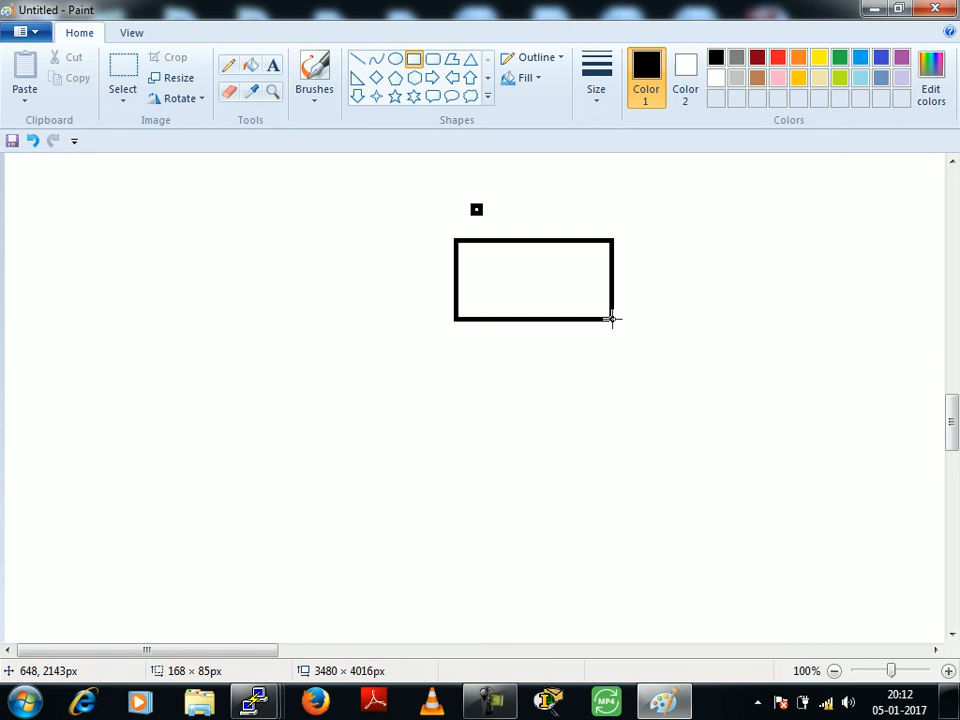 Untitled - Paint
Home View
Cut
Copy
Paste
Clipboard
Select
Crop
Resize
Rotate
Image
Tools
Brushes
Outline
Fill
Shapes
Size
Color 1
Color 2
Edit colors
Colors
648, 2143px
168 × 85px
3480 × 4016px
100%
MP4
20:12
05-01-2017